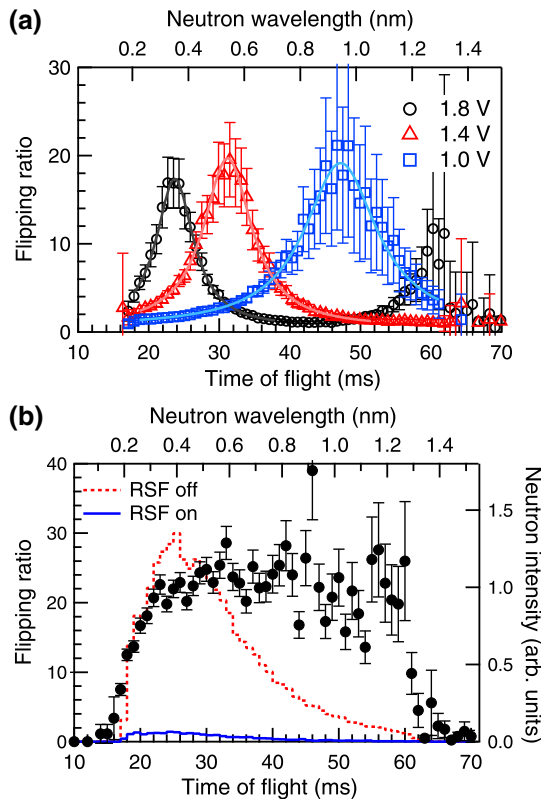 (a)
Neutron wavelength (nm)
0.2 0.4 0.6 0.8 1.0 1.2 1.4
30
20
10
0
Flipping ratio
1.8 V
1.4 V
1.0 V
10 20 30 40 50 60 70
Time of flight (ms)
(b)
Neutron wavelength (nm)
0.2 0.4 0.6 0.8 1.0 1.2 1.4
40
30
20
10
0
Flipping ratio
RSF off
RSF on
1.5
1.0
0.5
0.0
Neutron intensity (arb. units)
10 20 30 40 50 60 70
Time of flight (ms)